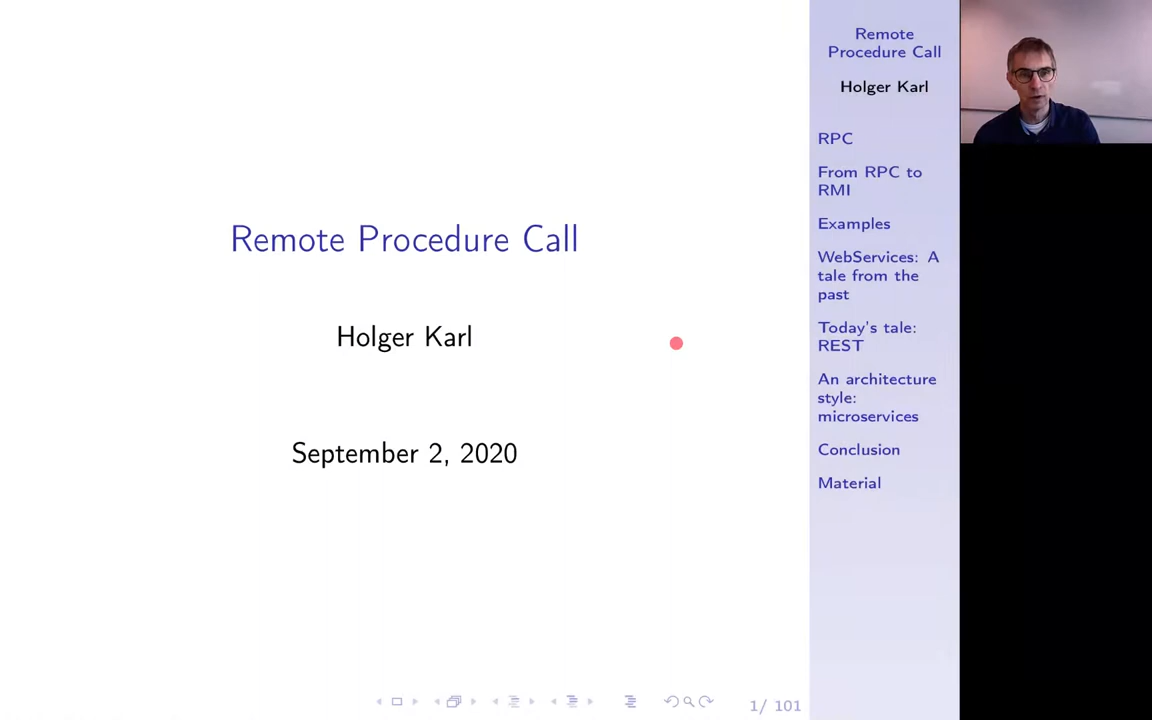 Remote Procedure Call
Holger Karl
September 2, 2020
Remote
Procedure Call
Holger Karl
RPC
From RPC to
RMI
Examples
WebServices: A
tale from the
past
Today's tale:
REST
An architecture
style:
microservices
Conclusion
Material
1/ 101